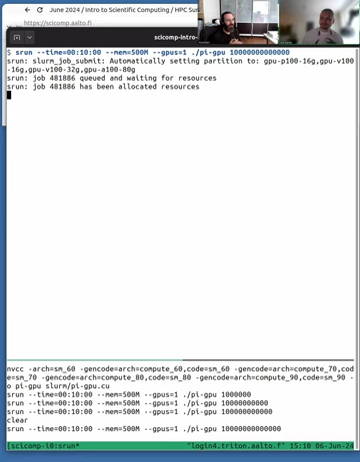 June 2024 / Intro to Scientific Computing / HPC Sum
https://scicomp.aalto.fi
scicomp-intro-
$ srun --time=00:10:00 --mem=500M --gpus=1 ./pi-gpu 10000000000000
srun: slurm_job_submit: Automatically setting partition to: gpu-p100-16g,gpu-v100
-16g,gpu-v100-32g,gpu-a100-80g
srun: job 481886 queued and waiting for resources
srun: job 481886 has been allocated resources
nvcc -arch=sm_60 -gencode=arch=compute_60,code=sm_60 -gencode=arch=compute_70,cod
e=sm_70 -gencode=arch=compute_80,code=sm_80 -gencode=arch=compute_90,code=sm_90 -
o pi-gpu slurm/pi-gpu.cu
srun --time=00:10:00 --mem=500M --gpus=1 ./pi-gpu 1000000
srun --time=00:10:00 --mem=500M --gpus=1 ./pi-gpu 10000000000
srun --time=00:10:00 --mem=500M --gpus=1 ./pi-gpu 100000000000
clear
srun --time=00:10:00 --mem=500M --gpus=1 ./pi-gpu 10000000000000
[scicomp-i0:srun*
"login4.triton.aalto.f" 15:10 06-Jun-24